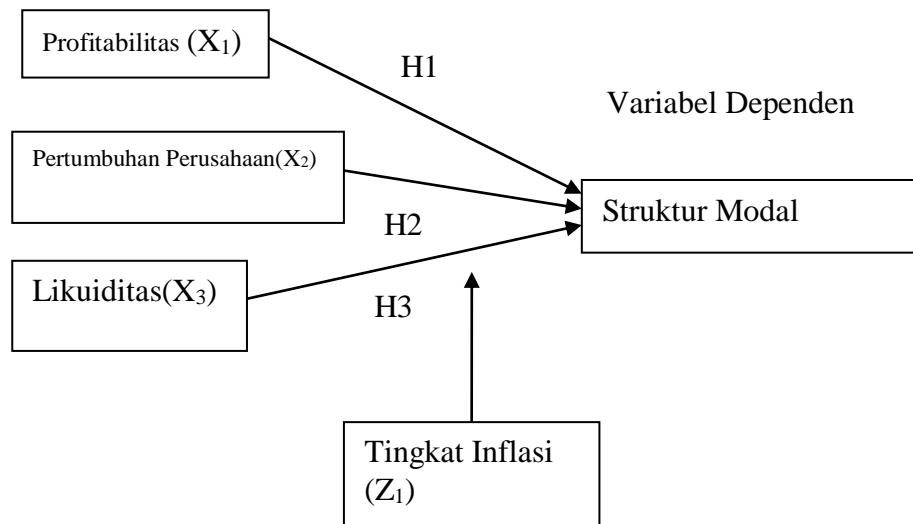 Profitabilitas (X₁)
H1
Variabel Dependen
Pertumbuhan Perusahaan(X₂)
Struktur Modal
H2
Likuiditas(X₃)
H3
Tingkat Inflasi
(Z₁)